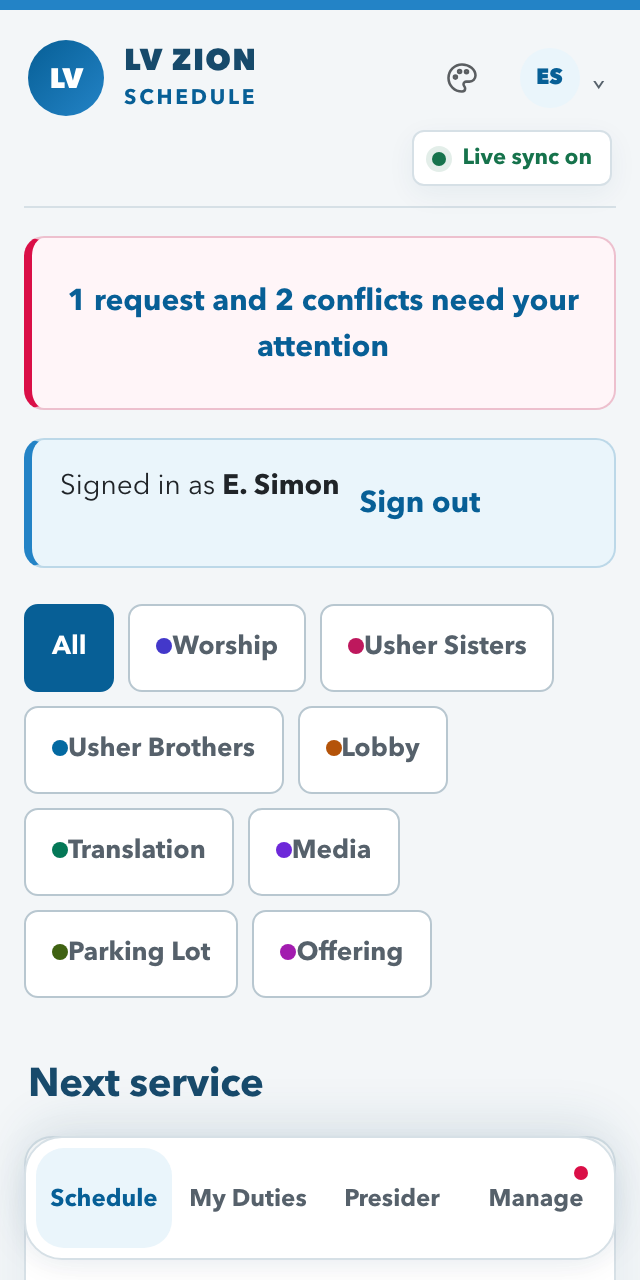 LV
LV ZION
SCHEDULE
ES
Live sync on
1 request and 2 conflicts need your
attention
Signed in as E. Simon
Sign out
All
Worship
Usher Sisters
Usher Brothers
Lobby
Translation
Media
Parking Lot
Offering
Next service
Schedule
My Duties
Presider
Manage